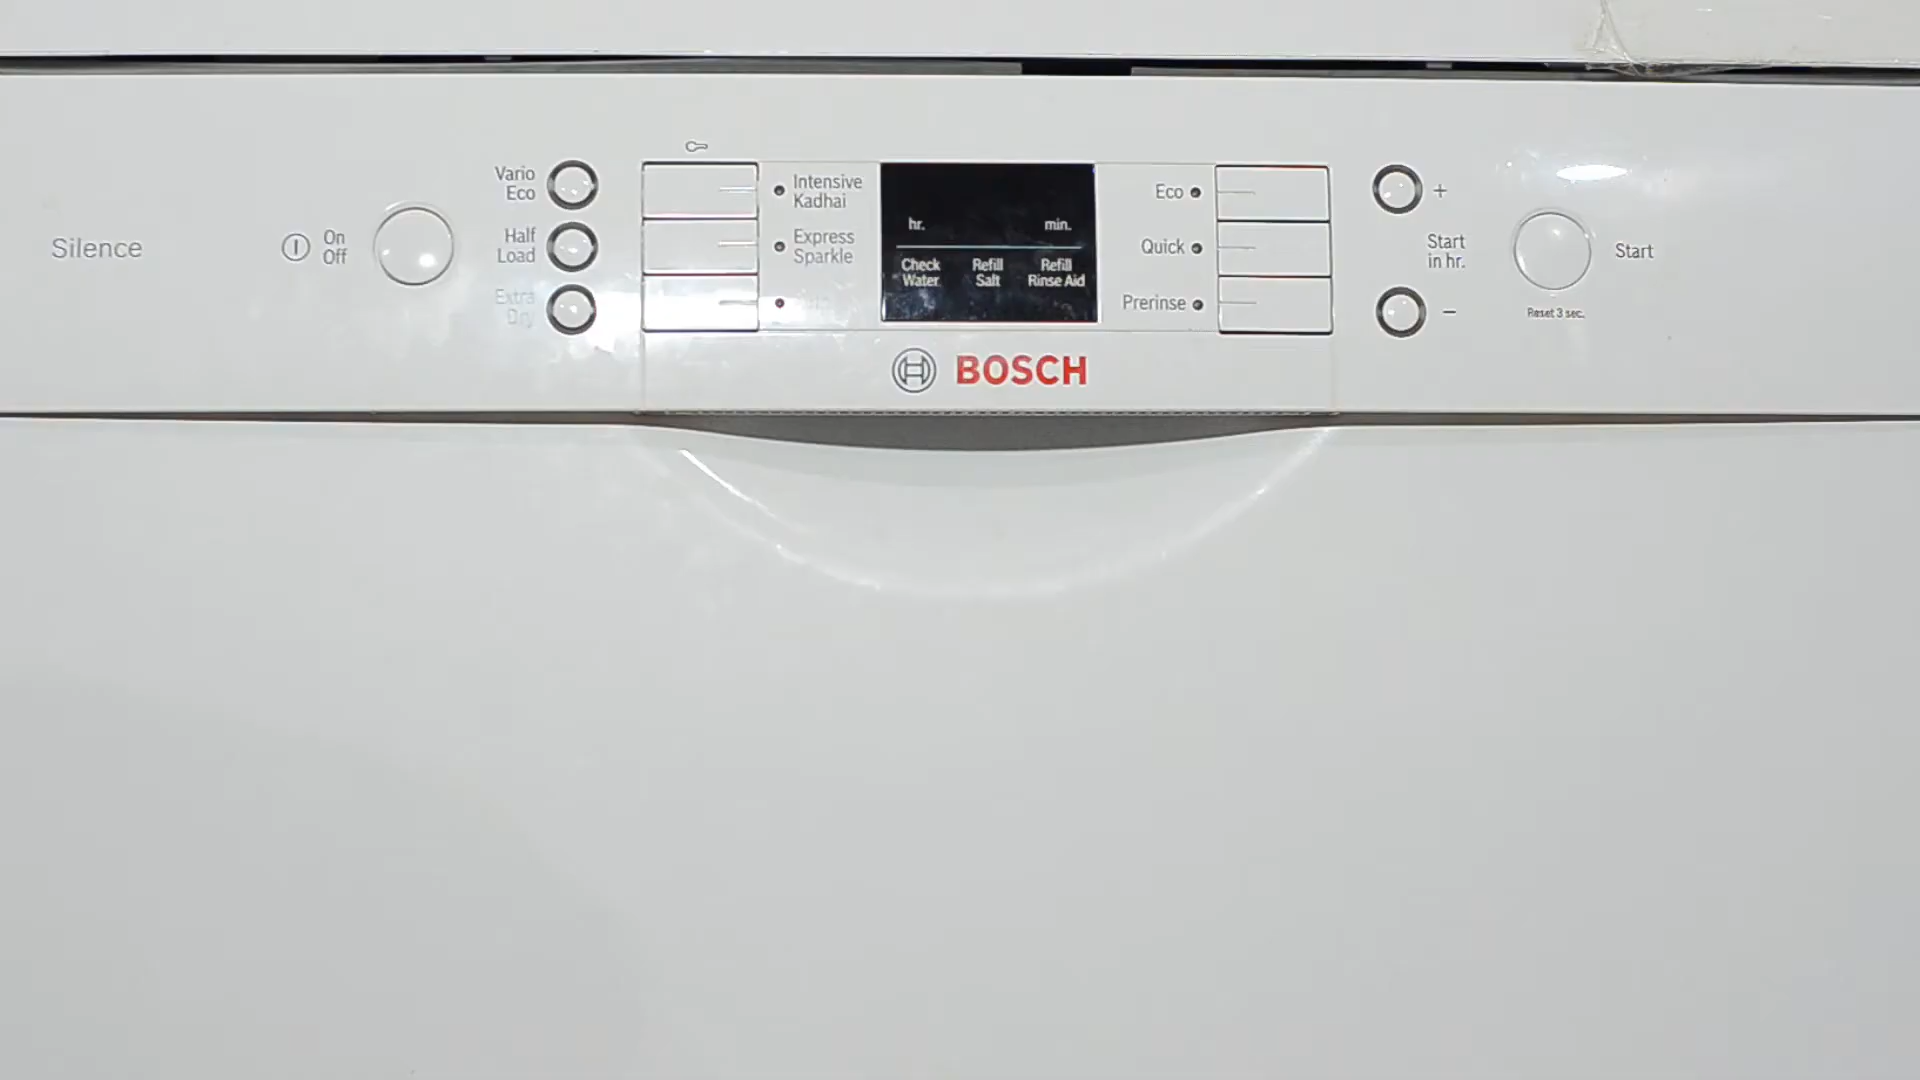 Silence
On
Off
Vario
Eco
Half
Load
Extra
Dry
Intensive
Kadhai
Express
Sparkle
hr.
min.
Check
Water
Refill
Salt
Refill
Rinse Aid
Eco
Quick
Prerinse
+
Start
in hr.
−
Start
Reset 3 sec.
BOSCH